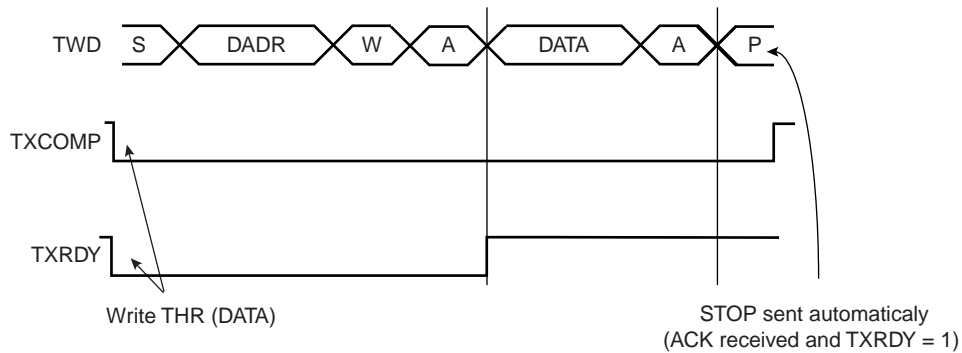 TWD S DADR W A DATA A P
TXCOMP
TXRDY
Write THR (DATA)
STOP sent automaticaly
(ACK received and TXRDY = 1)